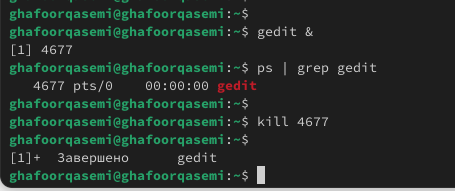 ghafoorqasemi@ghafoorqasemi:~$
ghafoorqasemi@ghafoorqasemi:~$ gedit &
[1] 4677
ghafoorqasemi@ghafoorqasemi:~$ ps | grep gedit
   4677 pts/0    00:00:00 gedit
ghafoorqasemi@ghafoorqasemi:~$
ghafoorqasemi@ghafoorqasemi:~$ kill 4677
ghafoorqasemi@ghafoorqasemi:~$
[1]+  Завершено      gedit
ghafoorqasemi@ghafoorqasemi:~$